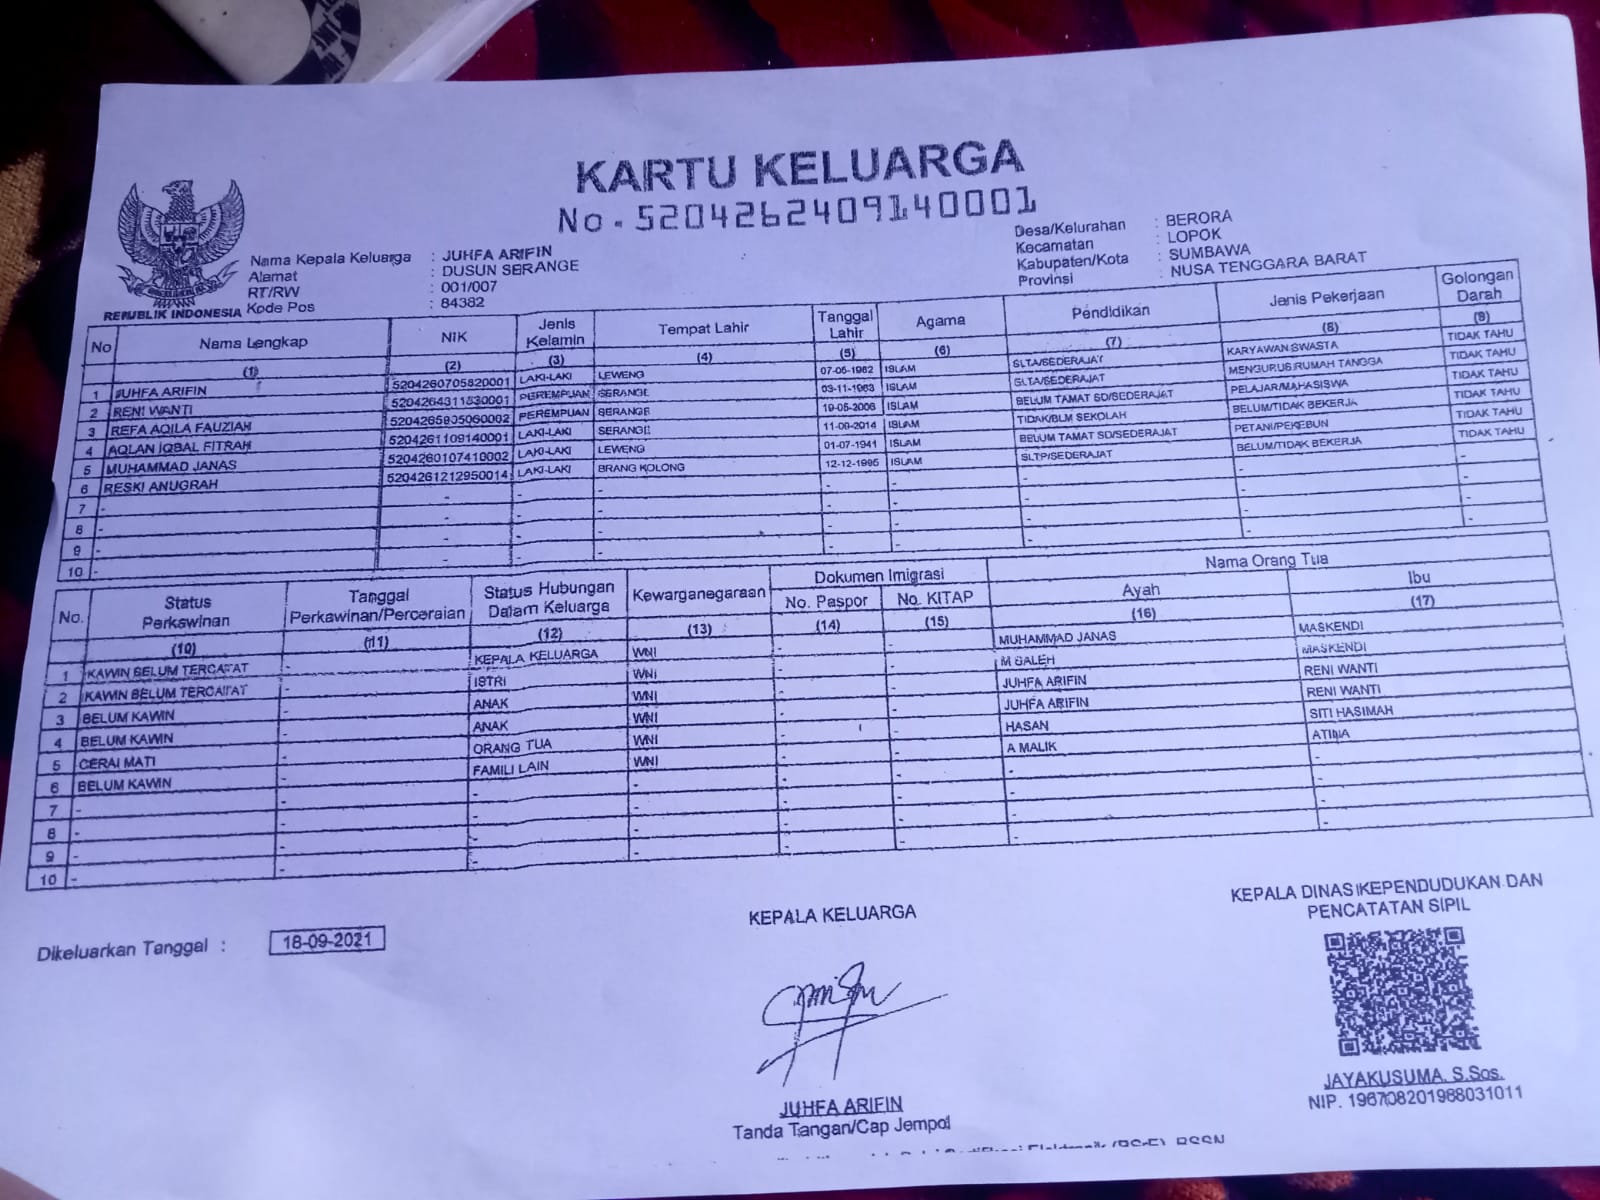 KARTU KELUARGA
No. 5204262409140001
REPUBLIK INDONESIA
Nama Kepala Keluarga : JUHFA ARIFIN
Alamat : DUSUN SERANGE
RT/RW : 001/007
Kode Pos : 84382
Desa/Kelurahan : BERORA
Kecamatan : LOPOK
Kabupaten/Kota : SUMBAWA
Provinsi : NUSA TENGGARA BARAT
No Nama Lengkap NIK Jenis Kelamin Tempat Lahir Tanggal Lahir Agama Pendidikan Jenis Pekerjaan Golongan Darah
(1) (2) (3) (4) (5) (6) (7) (8) (9)
1 JUHFA ARIFIN 5204260705820001 LAKI-LAKI LEWENG 07-05-1982 ISLAM SLTA/SEDERAJAT KARYAWAN SWASTA TIDAK TAHU
2 RENI WANTI 5204264311830001 PEREMPUAN SERANGE 03-11-1983 ISLAM SLTA/SEDERAJAT MENGURUS RUMAH TANGGA TIDAK TAHU
3 REFA AQILA FAUZIAH PEREMPUAN SERANGE ISLAM BELUM TAMAT SD/SEDERAJAT PELAJAR/MAHASISWA TIDAK TAHU
4 AQLAN IQBAL FITRAH 5204261109140001 LAKI-LAKI SERANGE 11-09-2014 ISLAM TIDAK/BLM SEKOLAH BELUM/TIDAK BEKERJA TIDAK TAHU
5 MUHAMMAD JANAS 5204260107410002 LAKI-LAKI LEWENG 01-07-1941 ISLAM BELUM TAMAT SD/SEDERAJAT PETANI/PEKEBUN TIDAK TAHU
6 RESKI ANUGRAH 5204261212950014 LAKI-LAKI BRANG KOLONG 12-12-1995 ISLAM SLTP/SEDERAJAT BELUM/TIDAK BEKERJA TIDAK TAHU
7 - - - - - - - - -
8 - - - - - - - - -
9 - - - - - - - - -
10 - - - - - - - - -
No. Status Perkawinan Tanggal Perkawinan/Perceraian Status Hubungan Dalam Keluarga Kewarganegaraan Dokumen Imigrasi Nama Orang Tua
No. Paspor No. KITAP Ayah Ibu
(10) (11) (12) (13) (14) (15) (16) (17)
1 KAWIN BELUM TERCATAT - KEPALA KELUARGA WNI - - MUHAMMAD JANAS MASKENDI
2 KAWIN BELUM TERCATAT - ISTRI WNI - - M SALEH MASKENDI
3 BELUM KAWIN - ANAK WNI - - JUHFA ARIFIN RENI WANTI
4 BELUM KAWIN - ANAK WNI - - JUHFA ARIFIN RENI WANTI
5 CERAI MATI - ORANG TUA WNI - - HASAN SITI HASIMAH
6 BELUM KAWIN - FAMILI LAIN WNI - - A MALIK
7 - - - - - - - -
8 - - - - - - - -
9 - - - - - - - -
10 - - - - - - - -
Dikeluarkan Tanggal : 18-09-2021
KEPALA KELUARGA
JUHFA ARIFIN
Tanda Tangan/Cap Jempol
KEPALA DINAS KEPENDUDUKAN DAN
PENCATATAN SIPIL
JAYAKUSUMA, S.Sos.
NIP. 196708201988031011